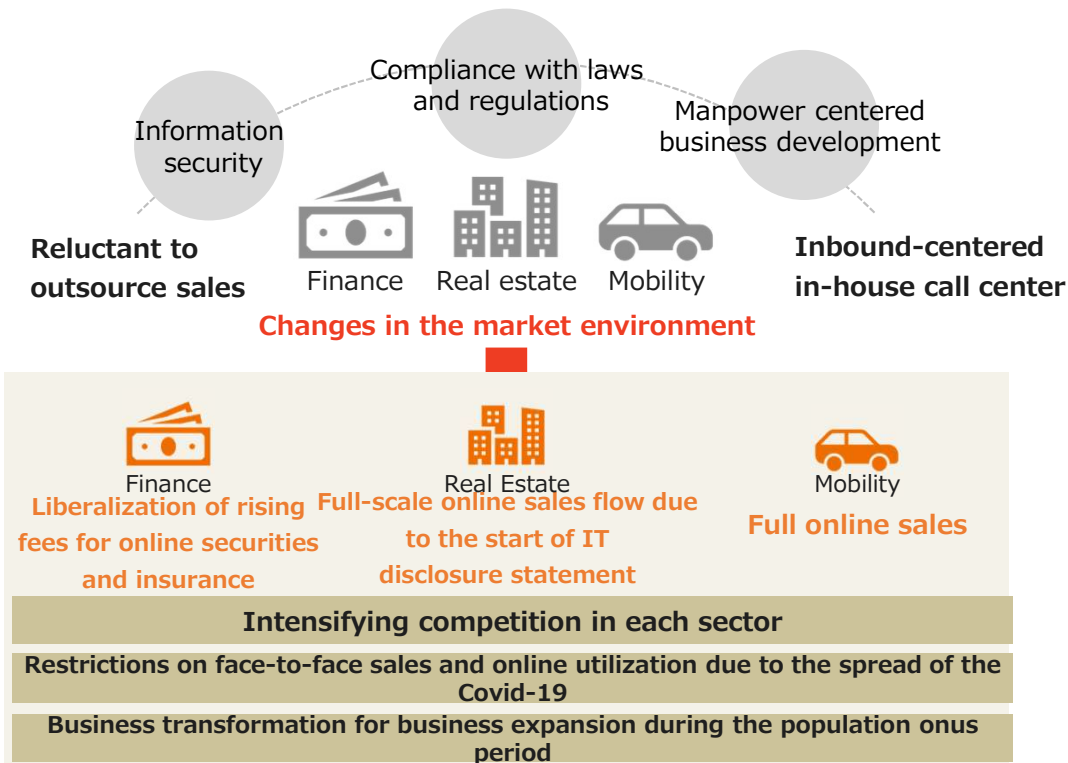 Compliance with laws
and regulations
Information
security
Manpower centered
business development
Reluctant to
outsource sales
Finance
Real estate
Mobility
Inbound-centered
in-house call center
Changes in the market environment
Finance
Liberalization of rising
fees for online securities
and insurance
Real Estate
Full-scale online sales flow due
to the start of IT
disclosure statement
Mobility
Full online sales
Intensifying competition in each sector
Restrictions on face-to-face sales and online utilization due to the spread of the
Covid-19
Business transformation for business expansion during the population onus
period